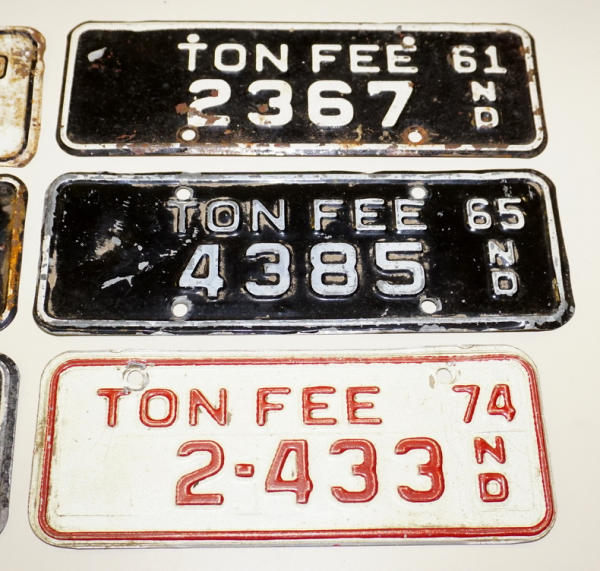 TON FEE 61
2367 ND
TON FEE 65
4385 ND
TON FEE 74
2-433 ND